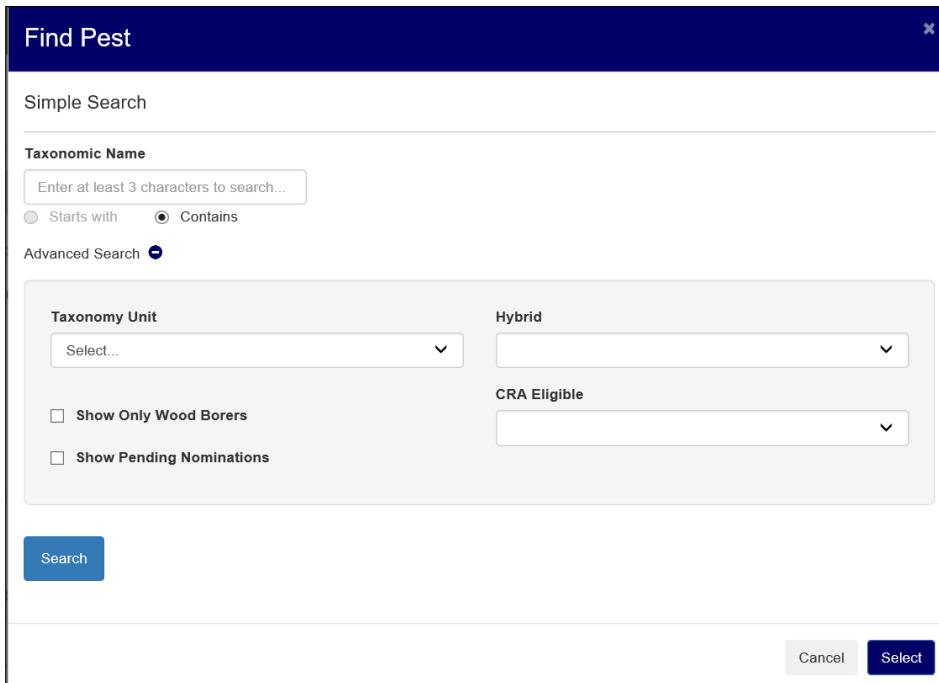 Find Pest
Simple Search
Taxonomic Name
Enter at least 3 characters to search...
Starts with Contains
Advanced Search
Taxonomy Unit Hybrid
Select...
CRA Eligible
Show Only Wood Borers
Show Pending Nominations
Search
Cancel Select